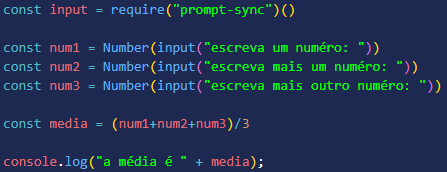 const input = require("prompt-sync")()
const num1 = Number(input("escreva um numéro: "))
const num2 = Number(input("escreva mais um numéro: "))
const num3 = Number(input("escreva mais outro numéro: "))
const media = (num1+num2+num3)/3
console.log("a média é " + media);